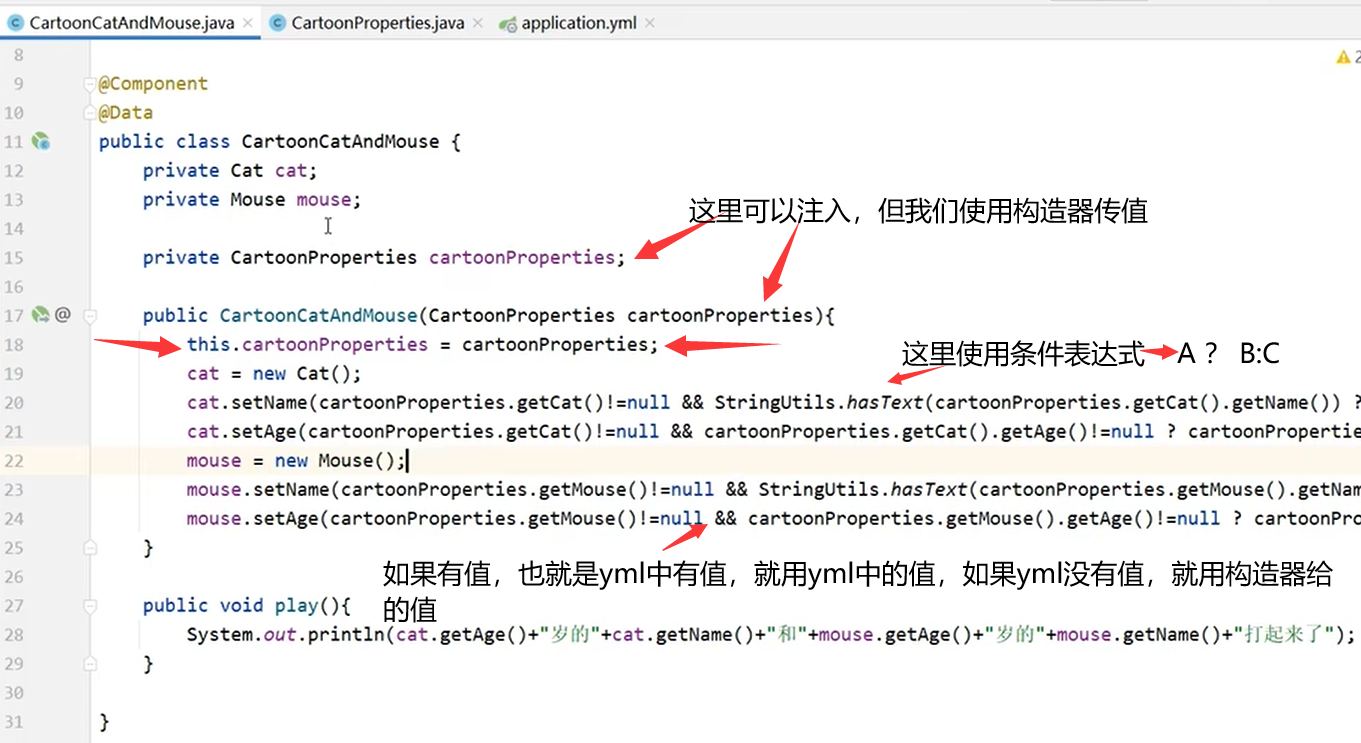 CartoonCatAndMouse.java × CartoonProperties.java × application.yml ×
8
9 @Component
10 @Data
11 public class CartoonCatAndMouse {
12 private Cat cat;
13 private Mouse mouse;
这里可以注入，但我们使用构造器传值
14
15 private CartoonProperties cartoonProperties;
16
17 @ public CartoonCatAndMouse(CartoonProperties cartoonProperties){
18 this.cartoonProperties = cartoonProperties;
这里使用条件表达式 A ? B:C
19 cat = new Cat();
20 cat.setName(cartoonProperties.getCat()!=null && StringUtils.hasText(cartoonProperties.getCat().getName()) ?
21 cat.setAge(cartoonProperties.getCat()!=null && cartoonProperties.getCat().getAge()!=null ? cartoonPropertie
22 mouse = new Mouse();
23 mouse.setName(cartoonProperties.getMouse()!=null && StringUtils.hasText(cartoonProperties.getMouse().getNam
24 mouse.setAge(cartoonProperties.getMouse()!=null && cartoonProperties.getMouse().getAge()!=null ? cartoonPro
25 }
如果有值，也就是yml中有值，就用yml中的值，如果yml没有值，就用构造器给
的值
26
27 public void play(){
28 System.out.println(cat.getAge()+"岁的"+cat.getName()+"和"+mouse.getAge()+"岁的"+mouse.getName()+"打起来了");
29 }
30
31 }